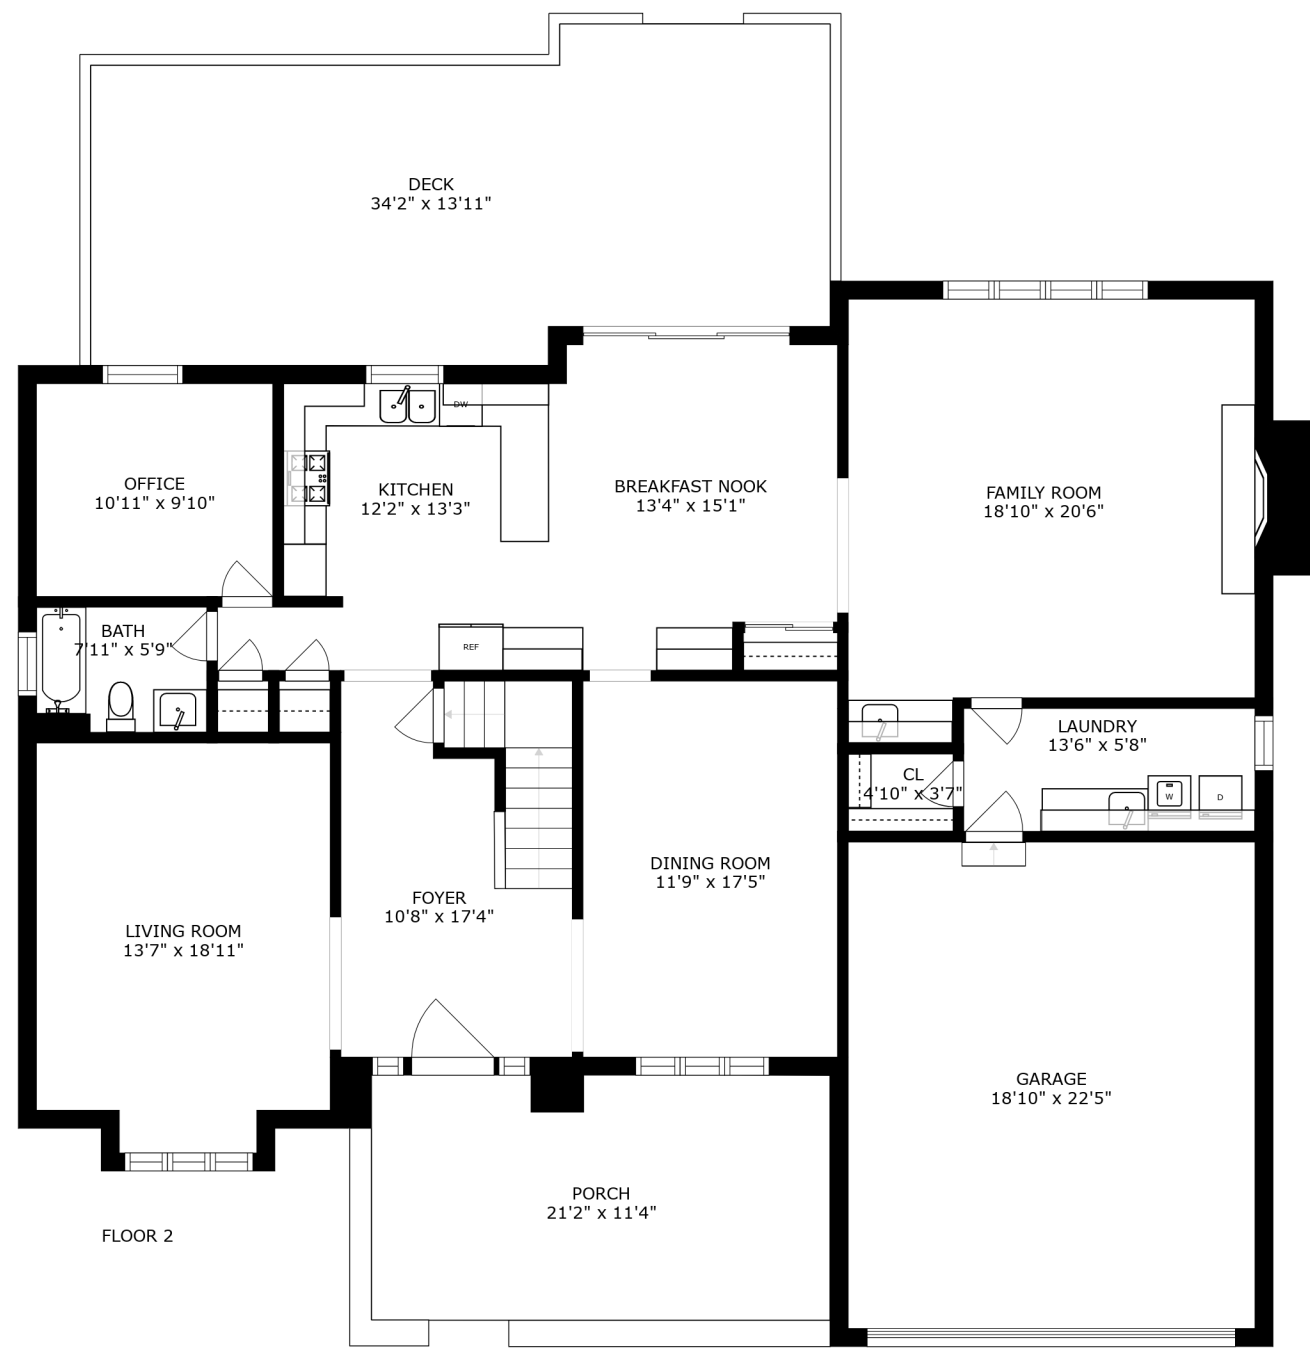 DECK
34'2" x 13'11"
DW
OFFICE
10'11" x 9'10"
KITCHEN
12'2" x 13'3"
BREAKFAST NOOK
13'4" x 15'1"
FAMILY ROOM
18'10" x 20'6"
BATH
7'11" x 5'9"
REF
LAUNDRY
13'6" x 5'8"
CL
4'10" x 3'7"
W
D
DINING ROOM
11'9" x 17'5"
FOYER
10'8" x 17'4"
LIVING ROOM
13'7" x 18'11"
GARAGE
18'10" x 22'5"
PORCH
21'2" x 11'4"
FLOOR 2